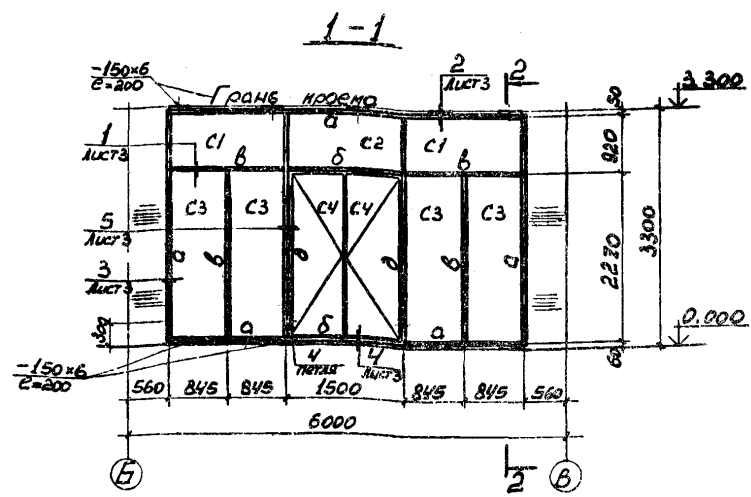 1-1
-150×6
ℓ=200
Грань проема
2
Лист3
2
3.300
1
Лист3
5
Лист3
3
Лист3
С1
а
С2
С1
в
б
в
С3
С3
С4
С4
С3
С3
а
в
д
д
в
а
а
б
а
50
920
2270
3300
60
0.000
300
-150×6
ℓ=200
4
петля
4
Лист3
560
845
845
1500
845
845
560
6000
Б
2
В